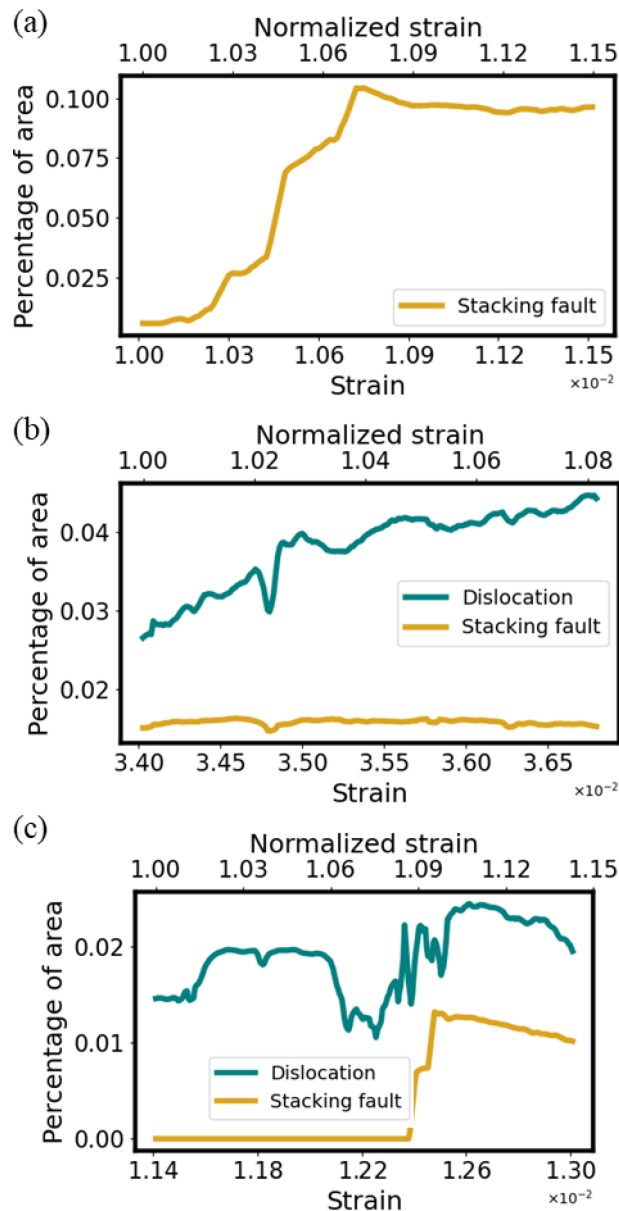 (a)
Normalized strain
1.00 1.03 1.06 1.09 1.12 1.15
Percentage of area
0.100
0.075
0.050
0.025
Stacking fault
1.00 1.03 1.06 1.09 1.12 1.15
Strain
×10⁻²
(b)
Normalized strain
1.00 1.02 1.04 1.06 1.08
Percentage of area
0.04
0.03
0.02
Dislocation
Stacking fault
3.40 3.45 3.50 3.55 3.60 3.65
Strain
×10⁻²
(c)
Normalized strain
1.00 1.03 1.06 1.09 1.12 1.15
Percentage of area
0.02
0.01
0.00
Dislocation
Stacking fault
1.14 1.18 1.22 1.26 1.30
Strain
×10⁻²